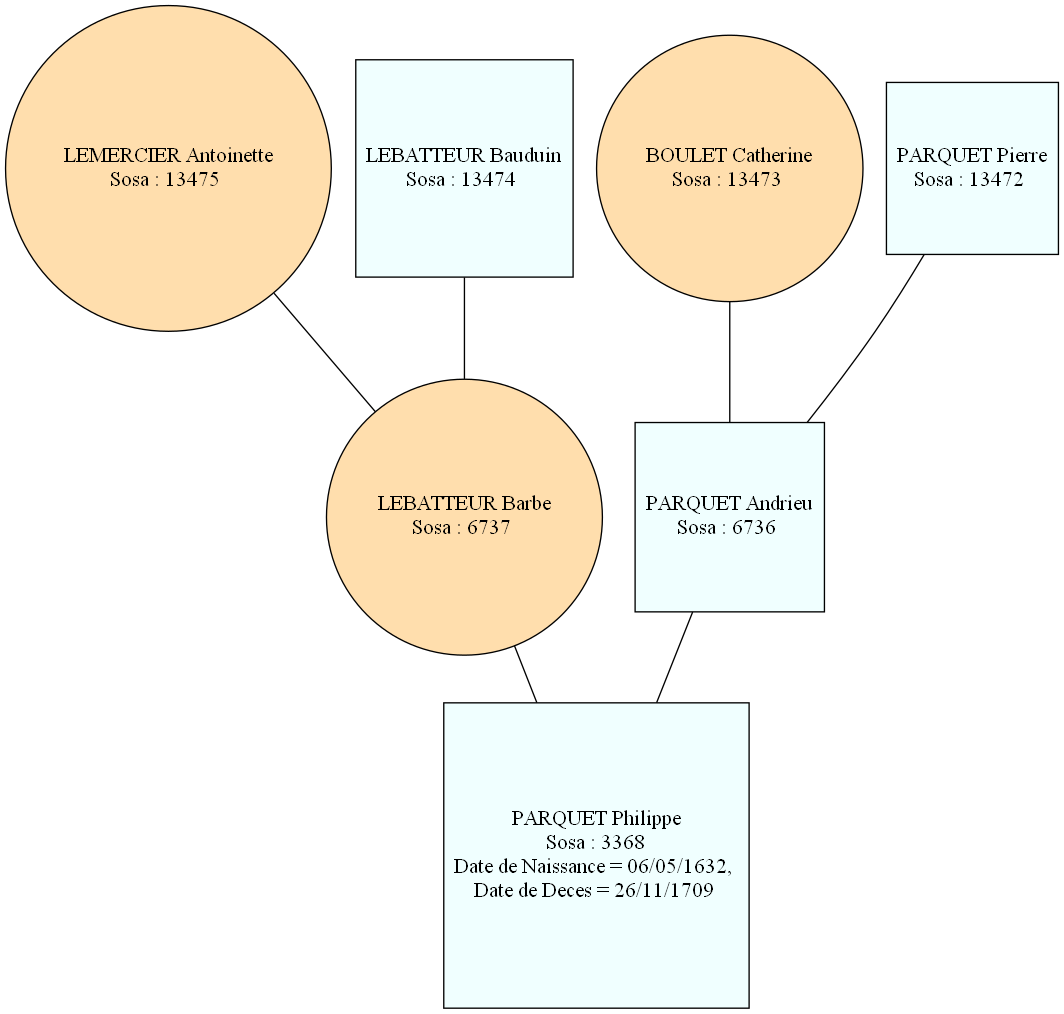 LEMERCIER Antoinette
Sosa : 13475
LEBATTEUR Bauduin
Sosa : 13474
BOULET Catherine
Sosa : 13473
PARQUET Pierre
Sosa : 13472
LEBATTEUR Barbe
Sosa : 6737
PARQUET Andrieu
Sosa : 6736
PARQUET Philippe
Sosa : 3368
Date de Naissance = 06/05/1632,
Date de Deces = 26/11/1709